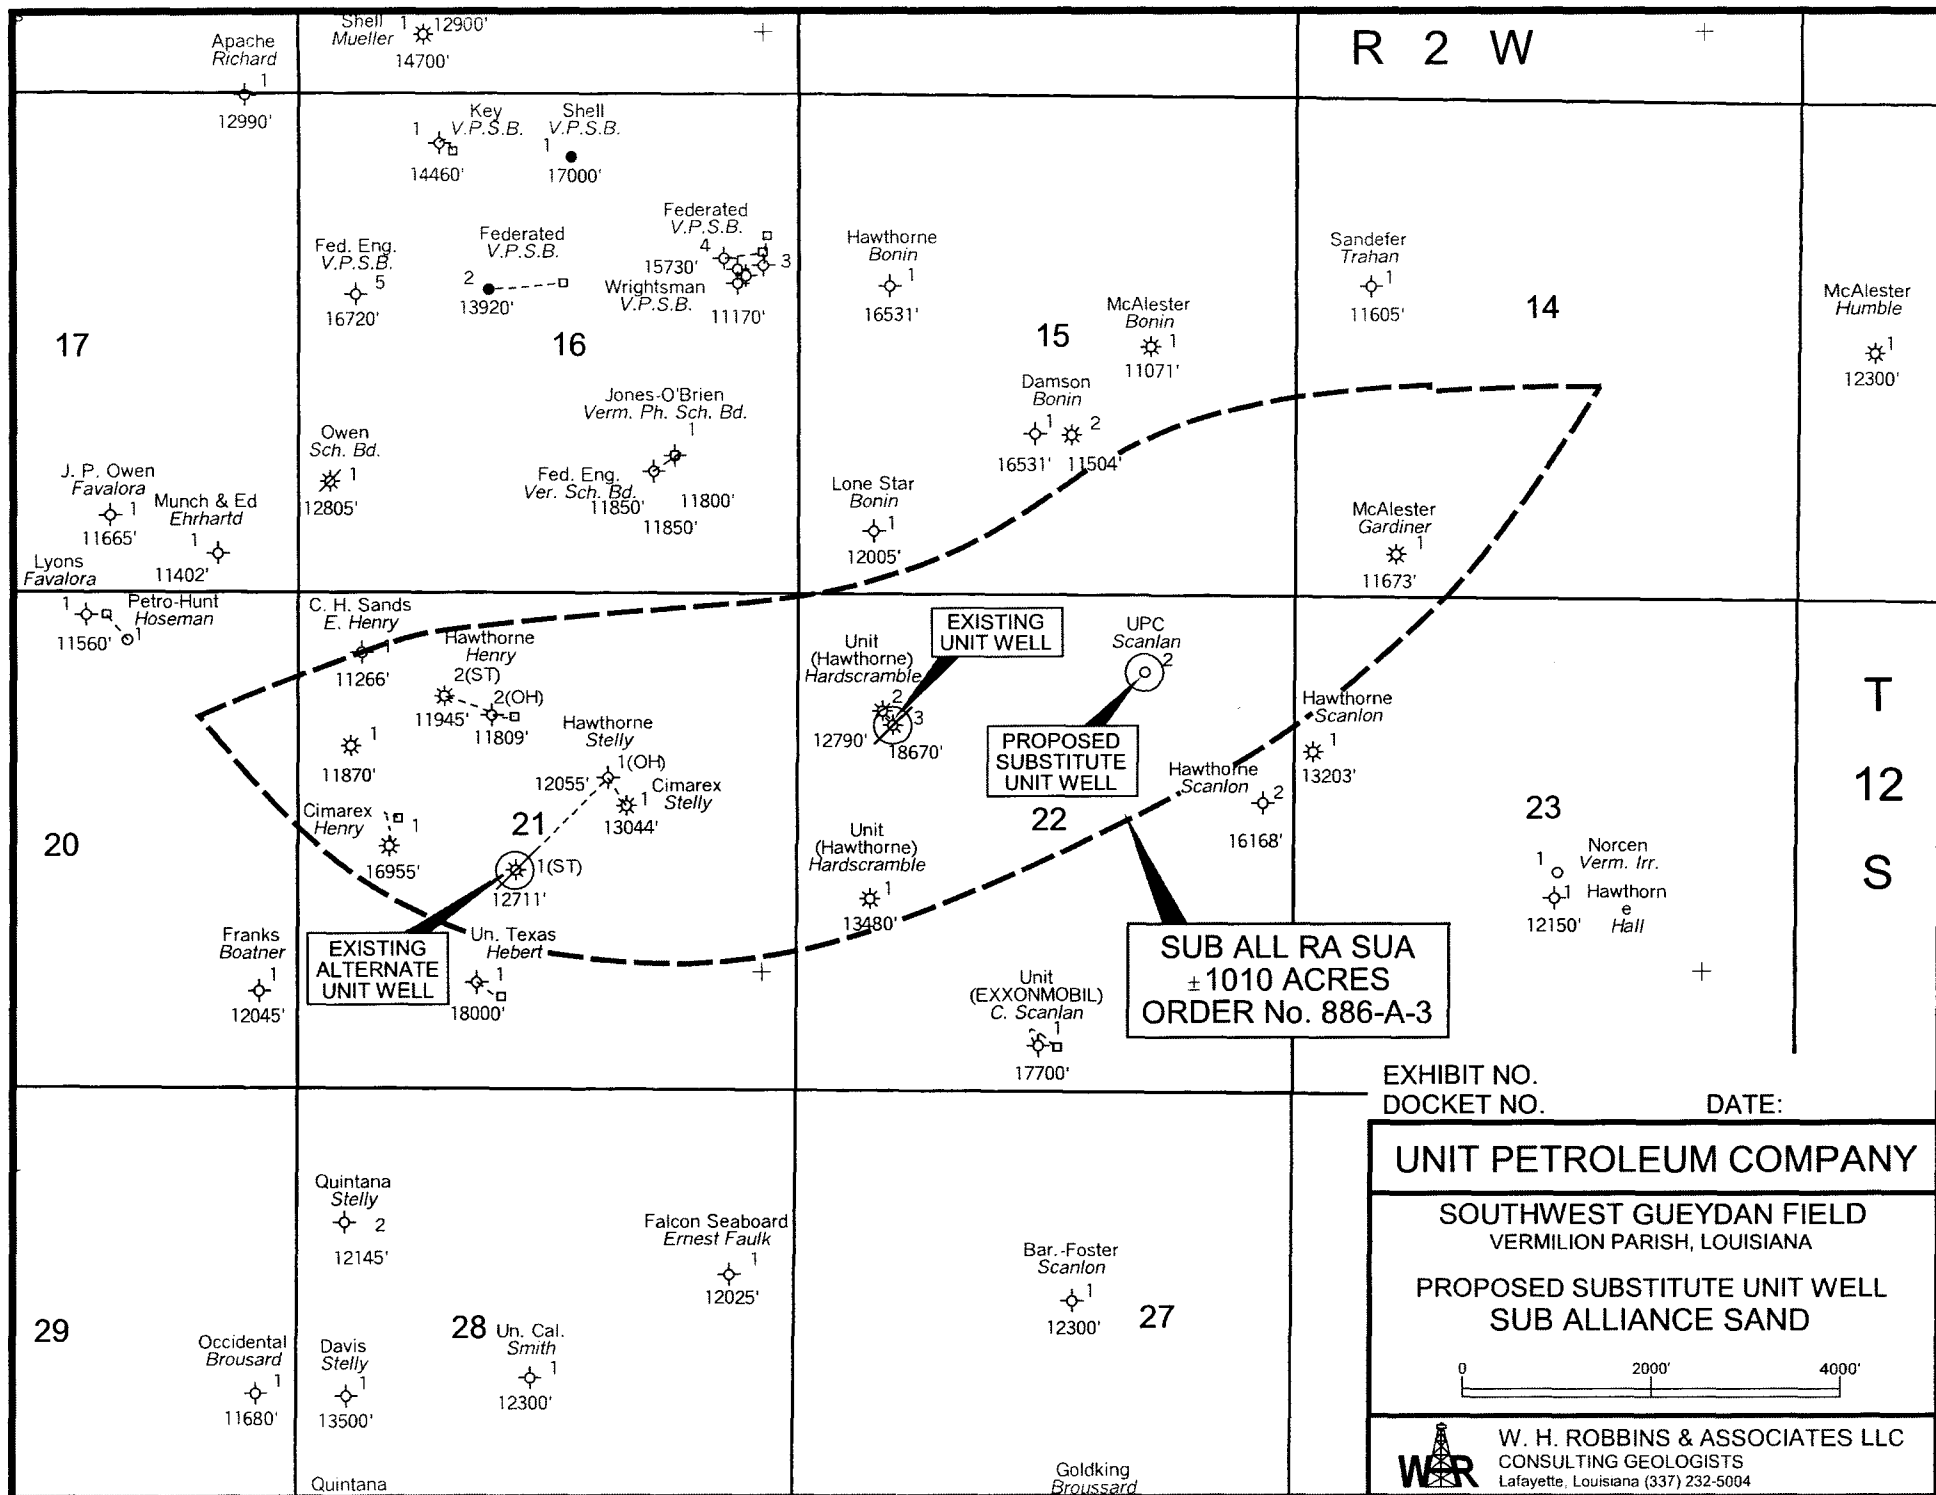 Shell
Mueller
1
12900'
14700'
Apache
Richard
1
12990'
R 2 W
Key
V.P.S.B.
1
14460'
Shell
V.P.S.B.
1
17000'
Federated
V.P.S.B.
4
3
15730'
Wrightsman
V.P.S.B.
11170'
Fed. Eng.
V.P.S.B.
5
16720'
Federated
V.P.S.B.
2
13920'
Hawthorne
Bonin
1
16531'
Sandefer
Trahan
1
11605'
14
McAlester
Humble
1
12300'
17
16
15
McAlester
Bonin
1
11071'
Damson
Bonin
1
2
16531'
11504'
Jones-O'Brien
Verm. Ph. Sch. Bd.
1
Fed. Eng.
Ver. Sch. Bd.
11850'
11800'
11850'
Owen
Sch. Bd.
1
12805'
J. P. Owen
Favalora
1
11665'
Munch & Ed
Ehrhartd
1
11402'
Lone Star
Bonin
1
12005'
McAlester
Gardiner
1
11673'
Lyons
Favalora
1
11560'
Petro-Hunt
Hoseman
1
C. H. Sands
E. Henry
1
11266'
Hawthorne
Henry
2(ST)
2(OH)
11945'
11809'
1
11870'
Hawthorne
Stelly
1(OH)
12055'
Cimarex
Stelly
1
13044'
Cimarex
Henry
1
16955'
21
1(ST)
12711'
EXISTING
ALTERNATE
UNIT WELL
20
Unit
(Hawthorne)
Hardscramble
2
3
12790'
18670'
EXISTING
UNIT WELL
UPC
Scanlan
2
PROPOSED
SUBSTITUTE
UNIT WELL
Hawthorne
Scanlon
1
13203'
Hawthorne
Scanlon
2
16168'
22
23
Unit
(Hawthorne)
Hardscramble
1
13480'
Norcen
Verm. Irr.
1
Hawthorn
e
Hall
1
12150'
T
12
S
Franks
Boatner
1
12045'
Un. Texas
Hebert
1
18000'
SUB ALL RA SUA
±1010 ACRES
ORDER No. 886-A-3
Unit
(EXXONMOBIL)
C. Scanlan
1
17700'
Quintana
Stelly
2
12145'
Falcon Seaboard
Ernest Faulk
1
12025'
Bar.-Foster
Scanlon
1
12300'
27
29
28
Un. Cal.
Smith
1
12300'
Occidental
Brousard
1
11680'
Davis
Stelly
1
13500'
Quintana
Goldking
Broussard
EXHIBIT NO.
DOCKET NO. DATE:
UNIT PETROLEUM COMPANY
SOUTHWEST GUEYDAN FIELD
VERMILION PARISH, LOUISIANA
PROPOSED SUBSTITUTE UNIT WELL
SUB ALLIANCE SAND
0 2000' 4000'
WHR
W. H. ROBBINS & ASSOCIATES LLC
CONSULTING GEOLOGISTS
Lafayette, Louisiana (337) 232-5004